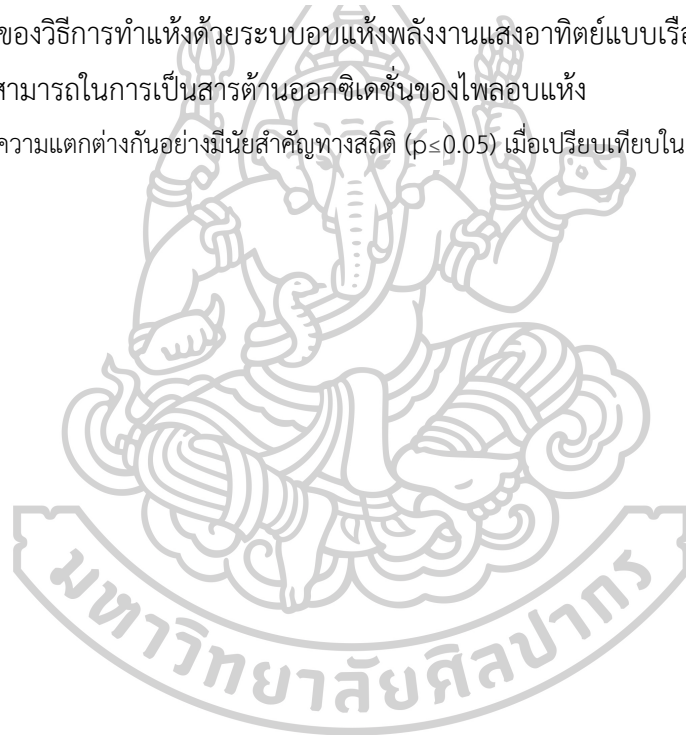 ของวิธีการทำแห้งด้วยระบบอบแห้งพลังงานแสงอาทิตย์แบบเรือ
สามารถในการเป็นสารต้านออกซิเดชั่นของไพลอบแห้ง
ความแตกต่างกันอย่างมีนัยสำคัญทางสถิติ (p≤0.05) เมื่อเปรียบเทียบใน
มหาวิทยาลัยศิลปากร